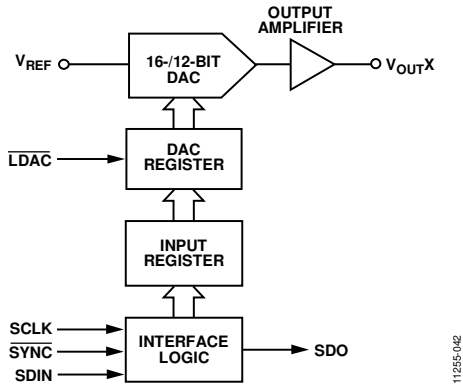 OUTPUT
AMPLIFIER
VREF
16-/12-BIT
DAC
VOUTX
LDAC
DAC
REGISTER
INPUT
REGISTER
SCLK
SYNC
SDIN
INTERFACE
LOGIC
SDO
11255-042